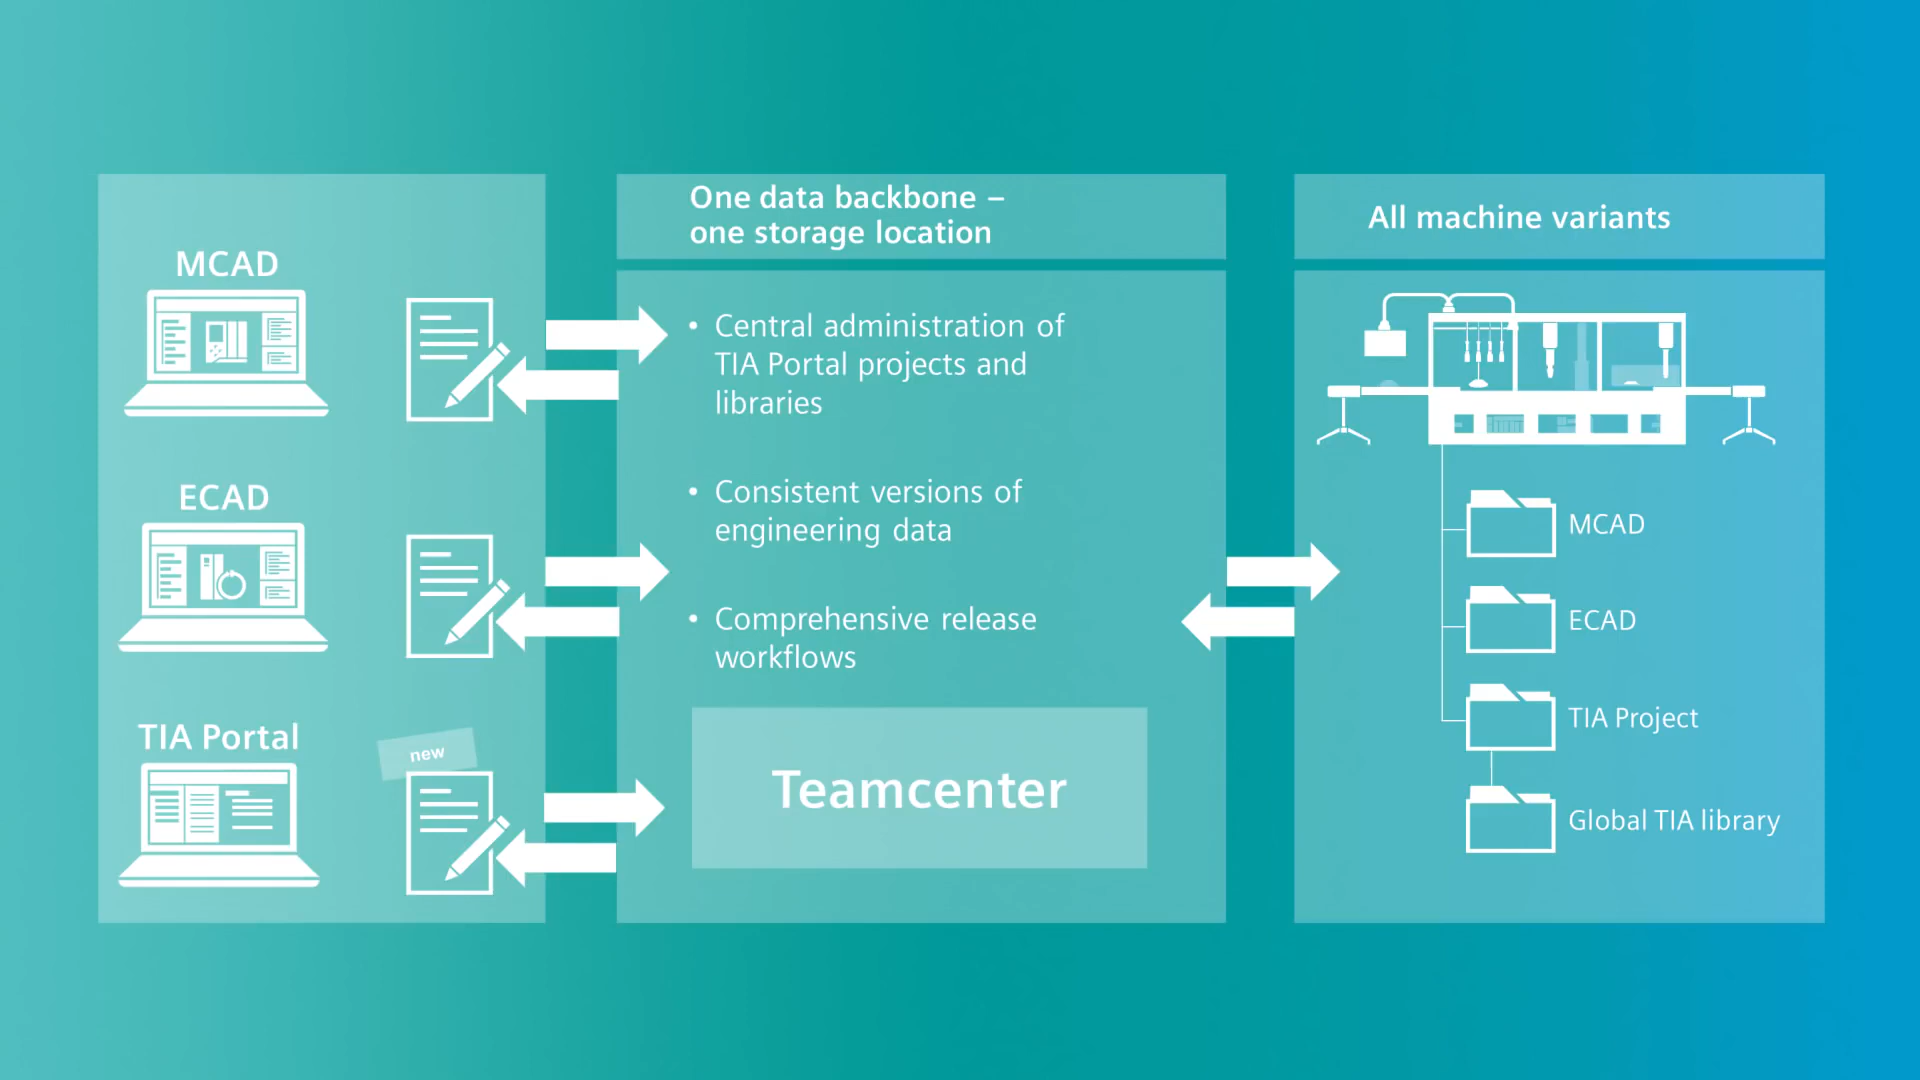 MCAD
ECAD
TIA Portal
new
One data backbone –
one storage location
• Central administration of
TIA Portal projects and
libraries
• Consistent versions of
engineering data
• Comprehensive release
workflows
Teamcenter
All machine variants
MCAD
ECAD
TIA Project
Global TIA library